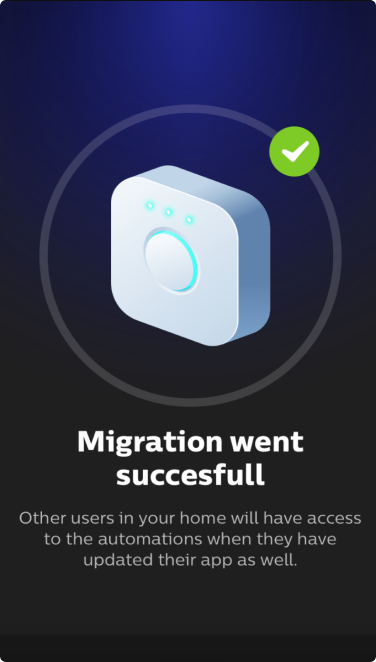 Migration went
succesfull
Other users in your home will have access
to the automations when they have
updated their app as well.